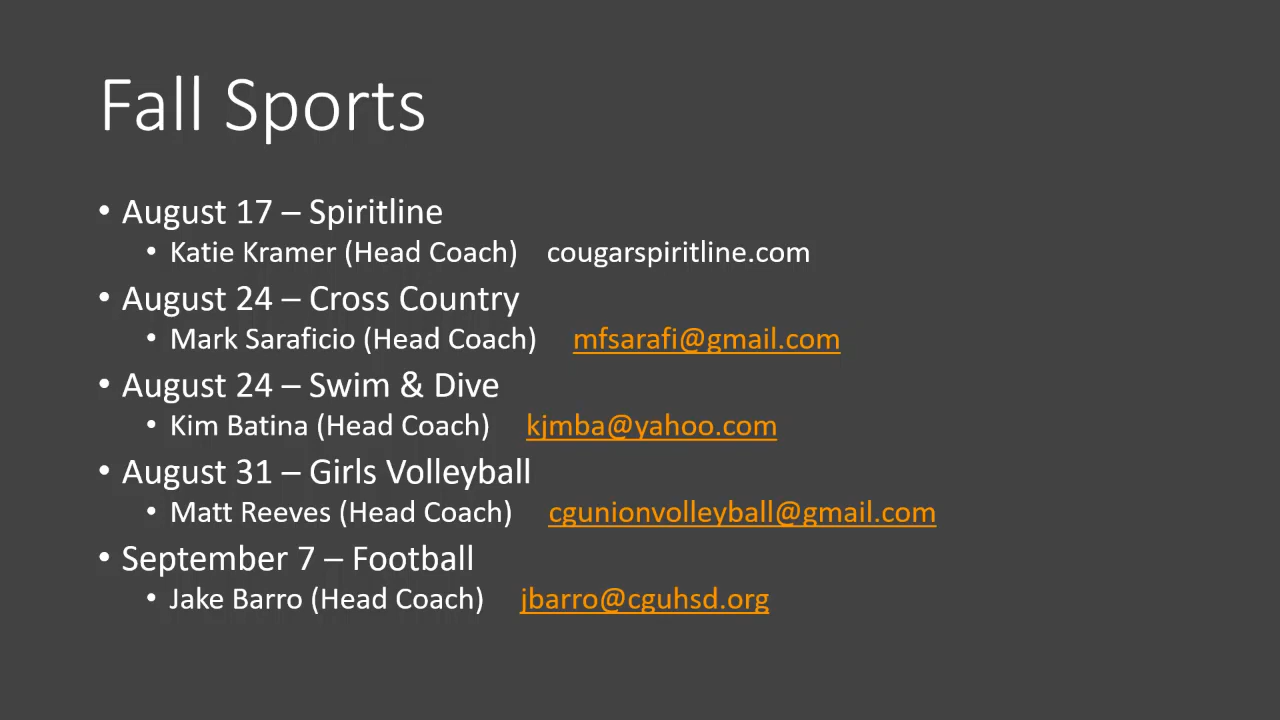 Fall Sports
• August 17 – Spiritline
• Katie Kramer (Head Coach) cougarspiritline.com
• August 24 – Cross Country
• Mark Saraficio (Head Coach) mfsarafi@gmail.com
• August 24 – Swim & Dive
• Kim Batina (Head Coach) kjmba@yahoo.com
• August 31 – Girls Volleyball
• Matt Reeves (Head Coach) cgunionvolleyball@gmail.com
• September 7 – Football
• Jake Barro (Head Coach) jbarro@cguhsd.org